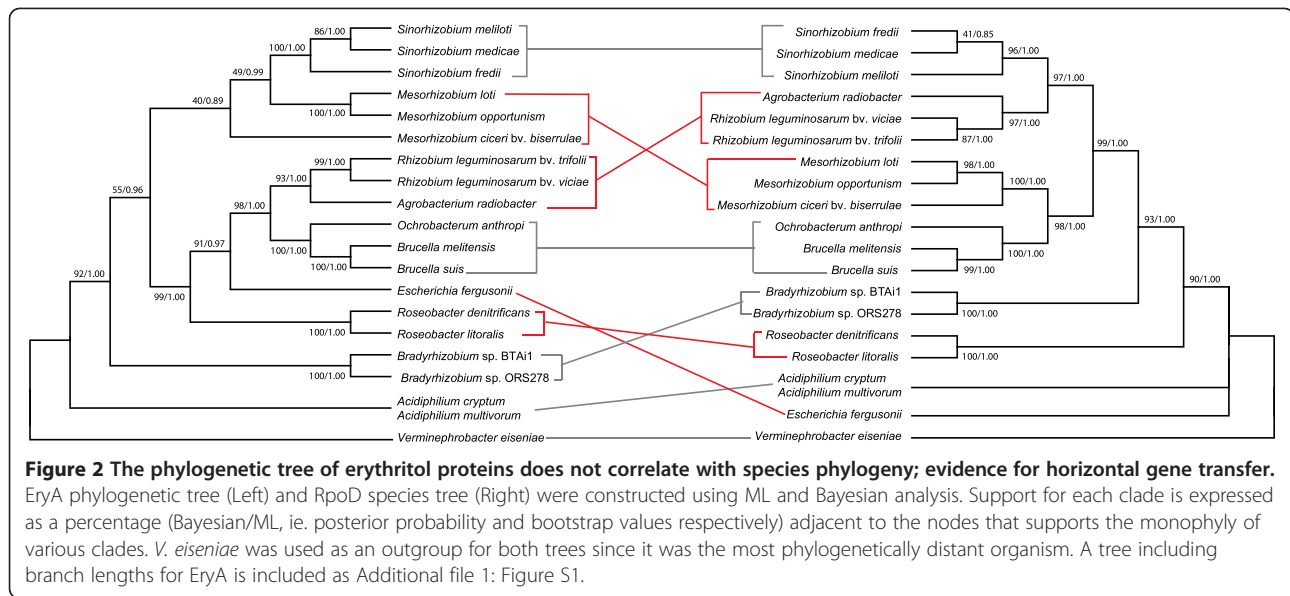 86/1.00
Sinorhizobium meliloti
100/1.00
Sinorhizobium medicae
49/0.99
Sinorhizobium fredii
40/0.89
Mesorhizobium loti
100/1.00
Mesorhizobium opportunism
Mesorhizobium ciceri bv. biserrulae
99/1.00
Rhizobium leguminosarum bv. trifolii
93/1.00
Rhizobium leguminosarum bv. viciae
55/0.96
Agrobacterium radiobacter
98/1.00
Ochrobacterum anthropi
100/1.00
Brucella melitensis
91/0.97
100/1.00
Brucella suis
92/1.00
Escherichia fergusonii
99/1.00
Roseobacter denitrificans
100/1.00
Roseobacter litoralis
Bradyrhizobium sp. BTAi1
100/1.00
Bradyrhizobium sp. ORS278
Acidiphilium cryptum
Acidiphilium multivorum
Verminephrobacter eiseniae
Sinorhizobium fredii
41/0.85
Sinorhizobium medicae
96/1.00
Sinorhizobium meliloti
97/1.00
Agrobacterium radiobacter
Rhizobium leguminosarum bv. viciae
97/1.00
Rhizobium leguminosarum bv. trifolii
87/1.00
99/1.00
Mesorhizobium loti
98/1.00
Mesorhizobium opportunism
100/1.00
Mesorhizobium ciceri bv. biserrulae
98/1.00
93/1.00
Ochrobacterum anthropi
100/1.00
Brucella melitensis
99/1.00
Brucella suis
90/1.00
Bradyrhizobium sp. BTAi1
100/1.00
Bradyrhizobium sp. ORS278
Roseobacter denitrificans
100/1.00
Roseobacter litoralis
Acidiphilium cryptum
Acidiphilium multivorum
Escherichia fergusonii
Verminephrobacter eiseniae
Figure 2 The phylogenetic tree of erythritol proteins does not correlate with species phylogeny; evidence for horizontal gene transfer.
EryA phylogenetic tree (Left) and RpoD species tree (Right) were constructed using ML and Bayesian analysis. Support for each clade is expressed
as a percentage (Bayesian/ML, ie. posterior probability and bootstrap values respectively) adjacent to the nodes that supports the monophyly of
various clades. V. eiseniae was used as an outgroup for both trees since it was the most phylogenetically distant organism. A tree including
branch lengths for EryA is included as Additional file 1: Figure S1.